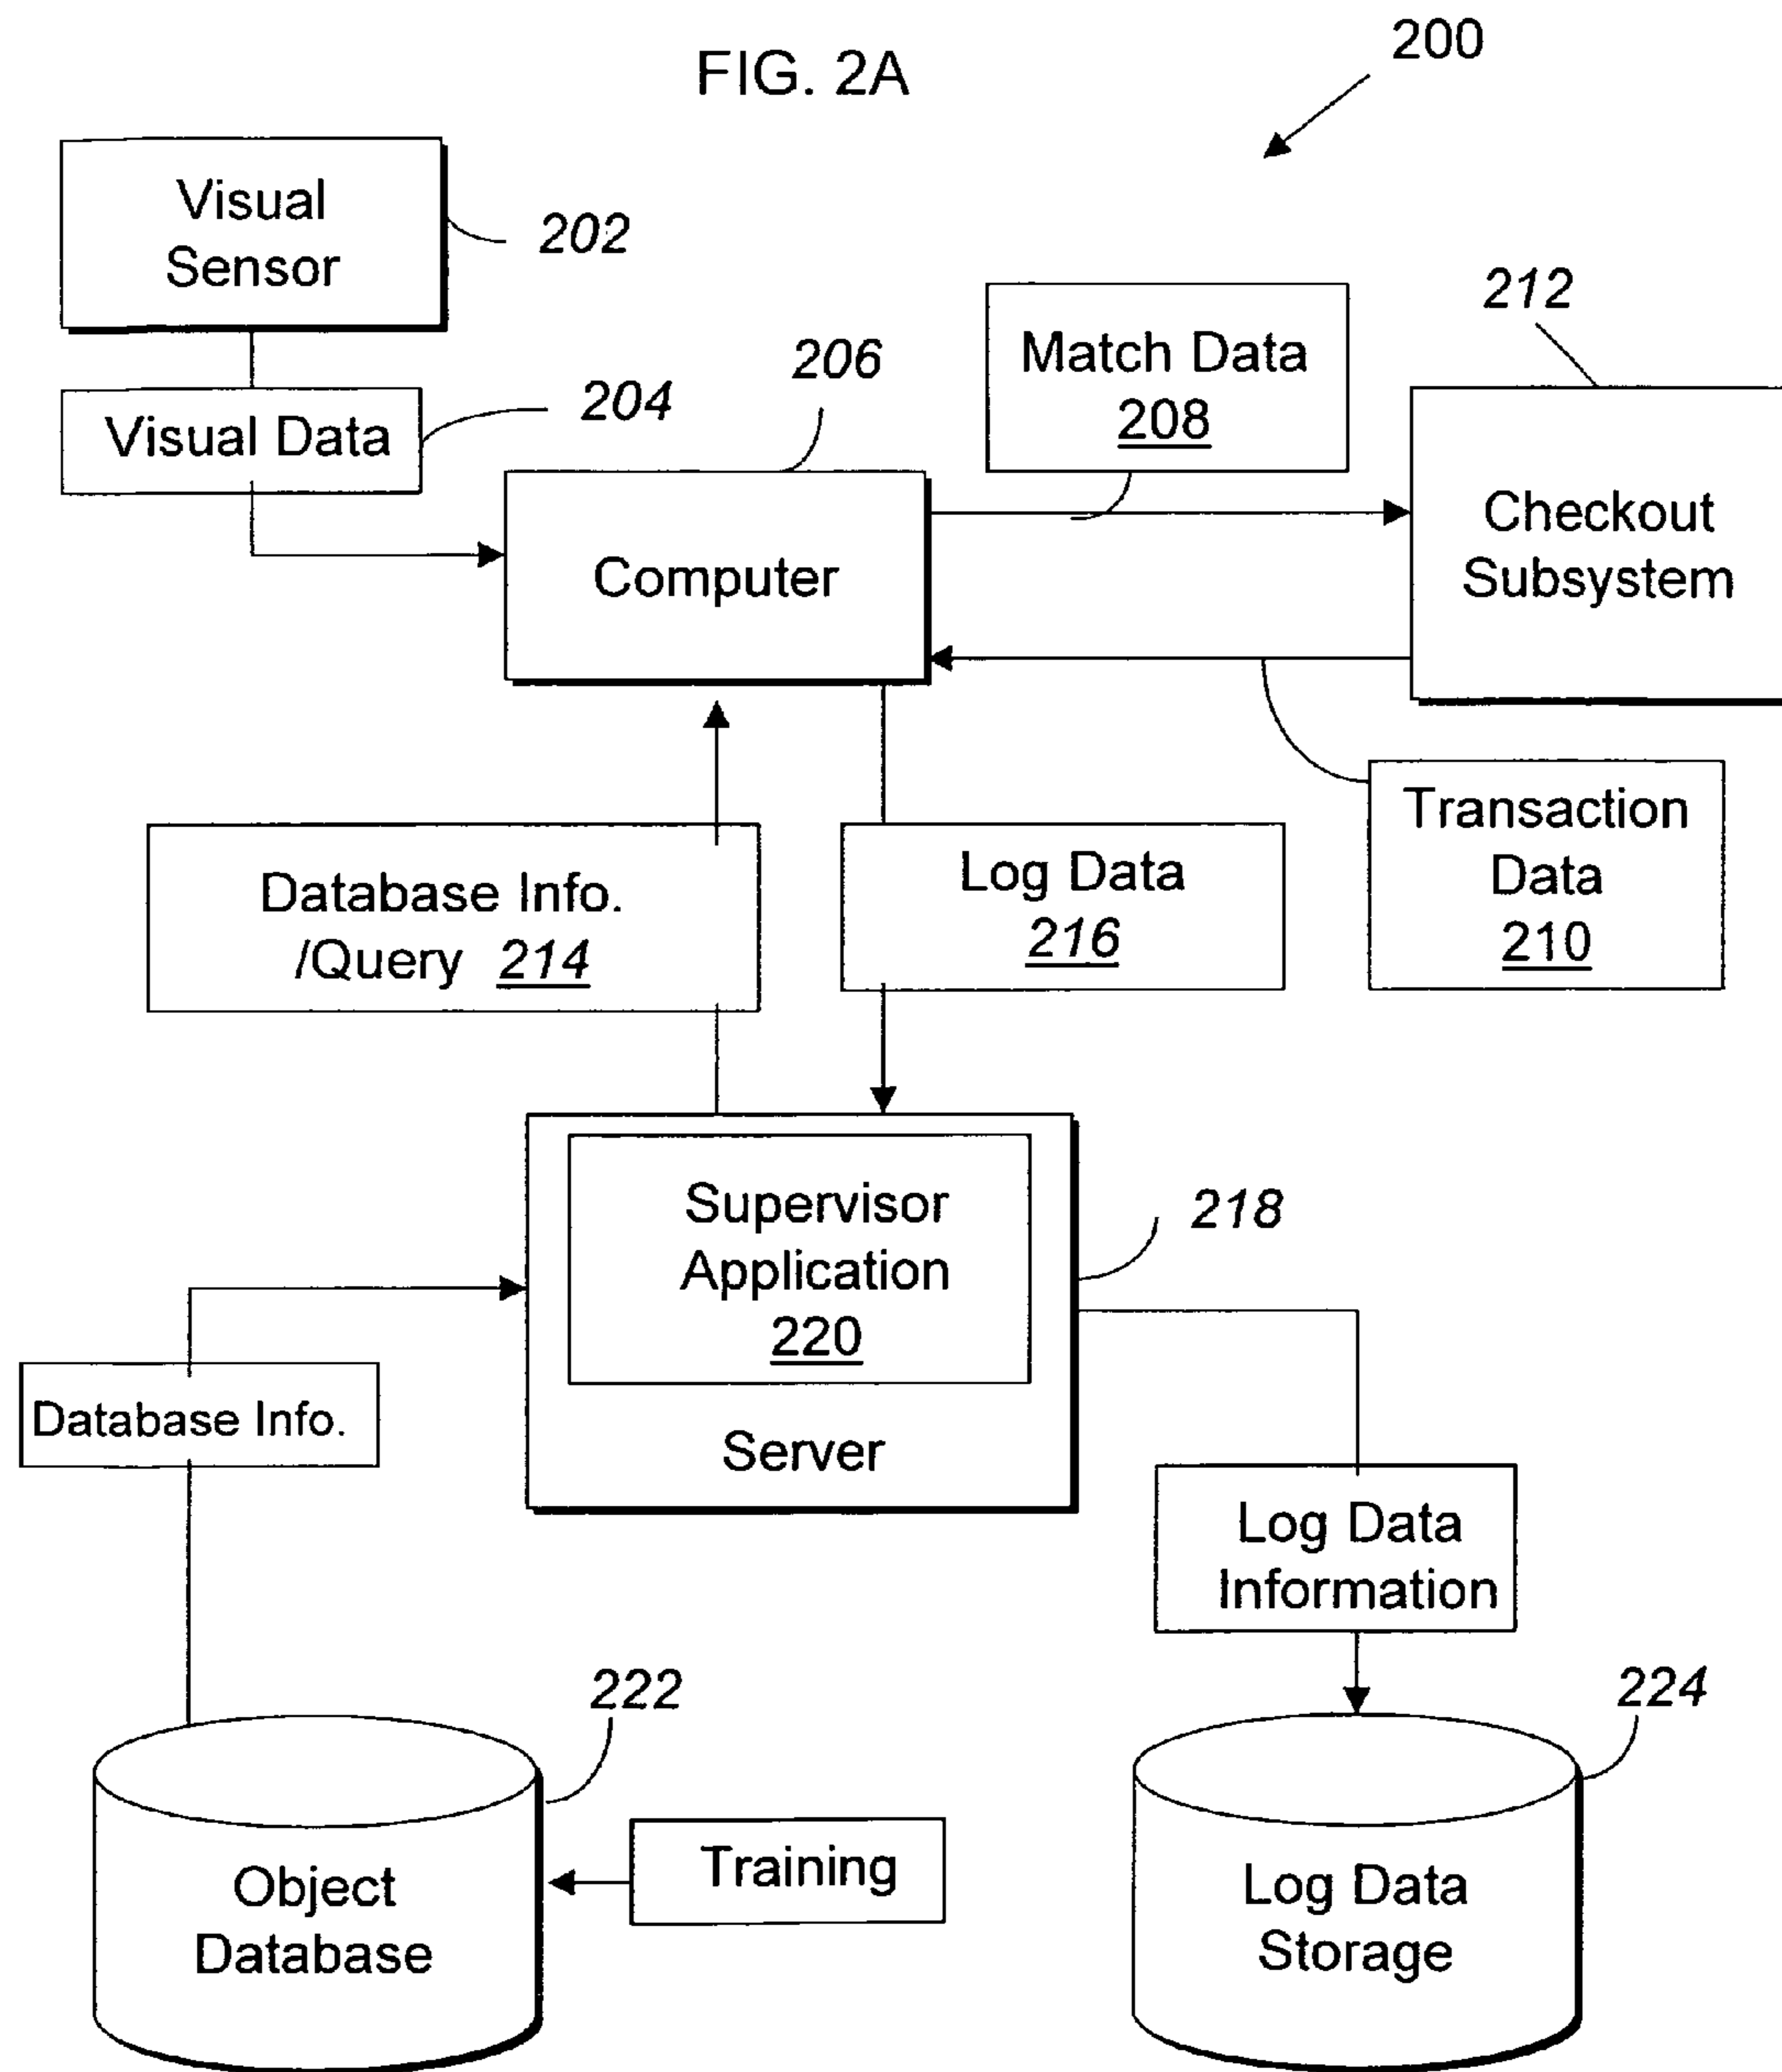 FIG. 2A
200
Visual
Sensor
202
Visual Data
204
206
Computer
Match Data
208
212
Checkout
Subsystem
Transaction
Data
210
Database Info.
/Query 214
Log Data
216
Supervisor
Application
220
Server
218
Database Info.
Log Data
Information
222
Object
Database
Training
224
Log Data
Storage